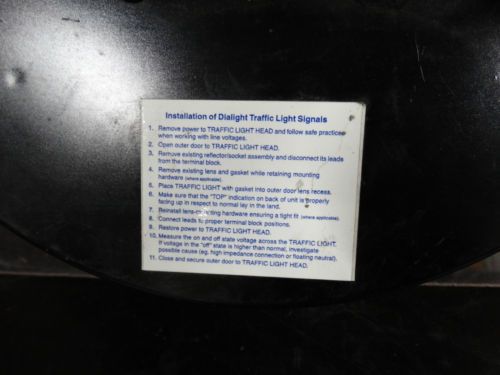 Installation of Dialight Traffic Light Signals
1. Remove power to TRAFFIC LIGHT HEAD and follow safe practices
when working with line voltages.
2. Open outer door to TRAFFIC LIGHT HEAD.
3. Remove existing reflector/socket assembly and disconnect its leads
from the terminal block.
4. Remove existing lens and gasket while retaining mounting
hardware (where applicable).
5. Place TRAFFIC LIGHT with gasket into outer door lens recess.
6. Make sure that the "TOP" indication on back of unit is properly
facing up in respect to normal lay in the land.
7. Reinstall lens-mounting hardware ensuring a tight fit (where applicable).
8. Connect leads to proper terminal block positions.
9. Restore power to TRAFFIC LIGHT HEAD.
10. Measure the on and off state voltage across the TRAFFIC LIGHT.
If voltage in the "off" state is higher than normal, investigate
possible cause (eg. high impedance connection or floating neutral).
11. Close and secure outer door to TRAFFIC LIGHT HEAD.